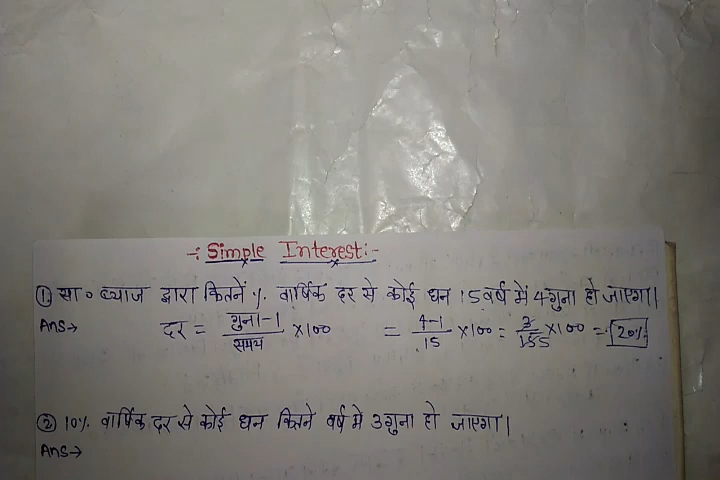 -: Simple Interest :-
① सा० ब्याज द्वारा कितनें % वार्षिक दर से कोई धन 15 वर्ष में 4 गुना हो जाएगा।
Ans→ दर = गुना-1/समय ×100 = 4-1/15 ×100 = 3/15 5 ×100 = 20%
② 10% वार्षिक दर से कोई धन कितने वर्ष मे 3 गुना हो जाएगा।
Ans→